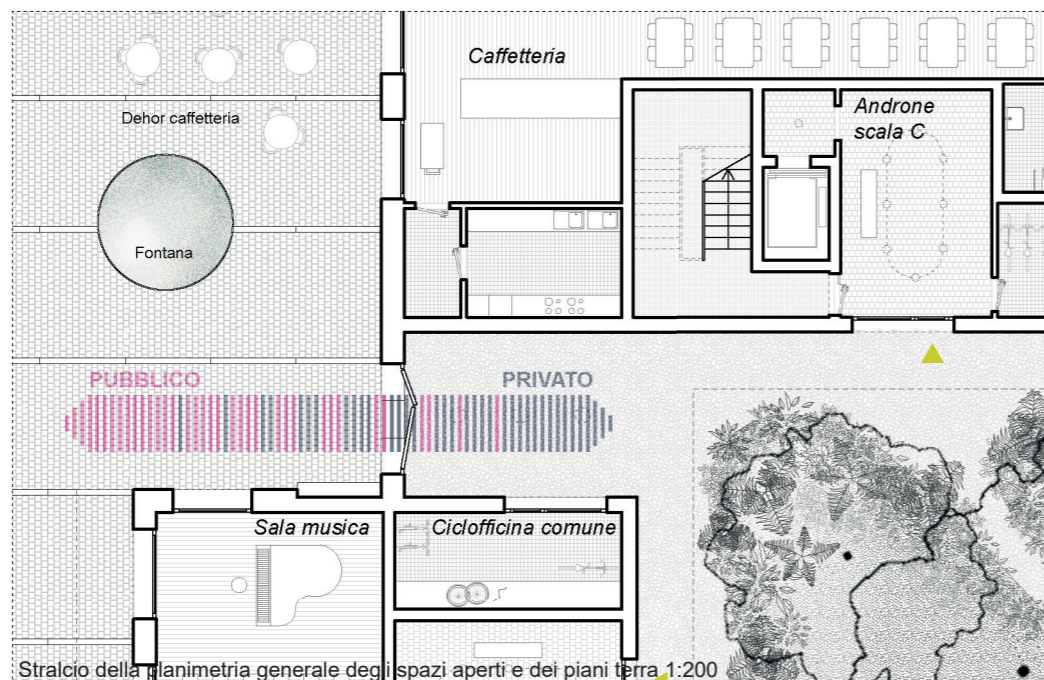 Caffetteria
Androne
scala C
Dehor caffetteria
Fontana
PUBBLICO
PRIVATO
Sala musica
Ciclofficina comune
Stralcio della planimetria generale degli spazi aperti e dei piani terra 1:200